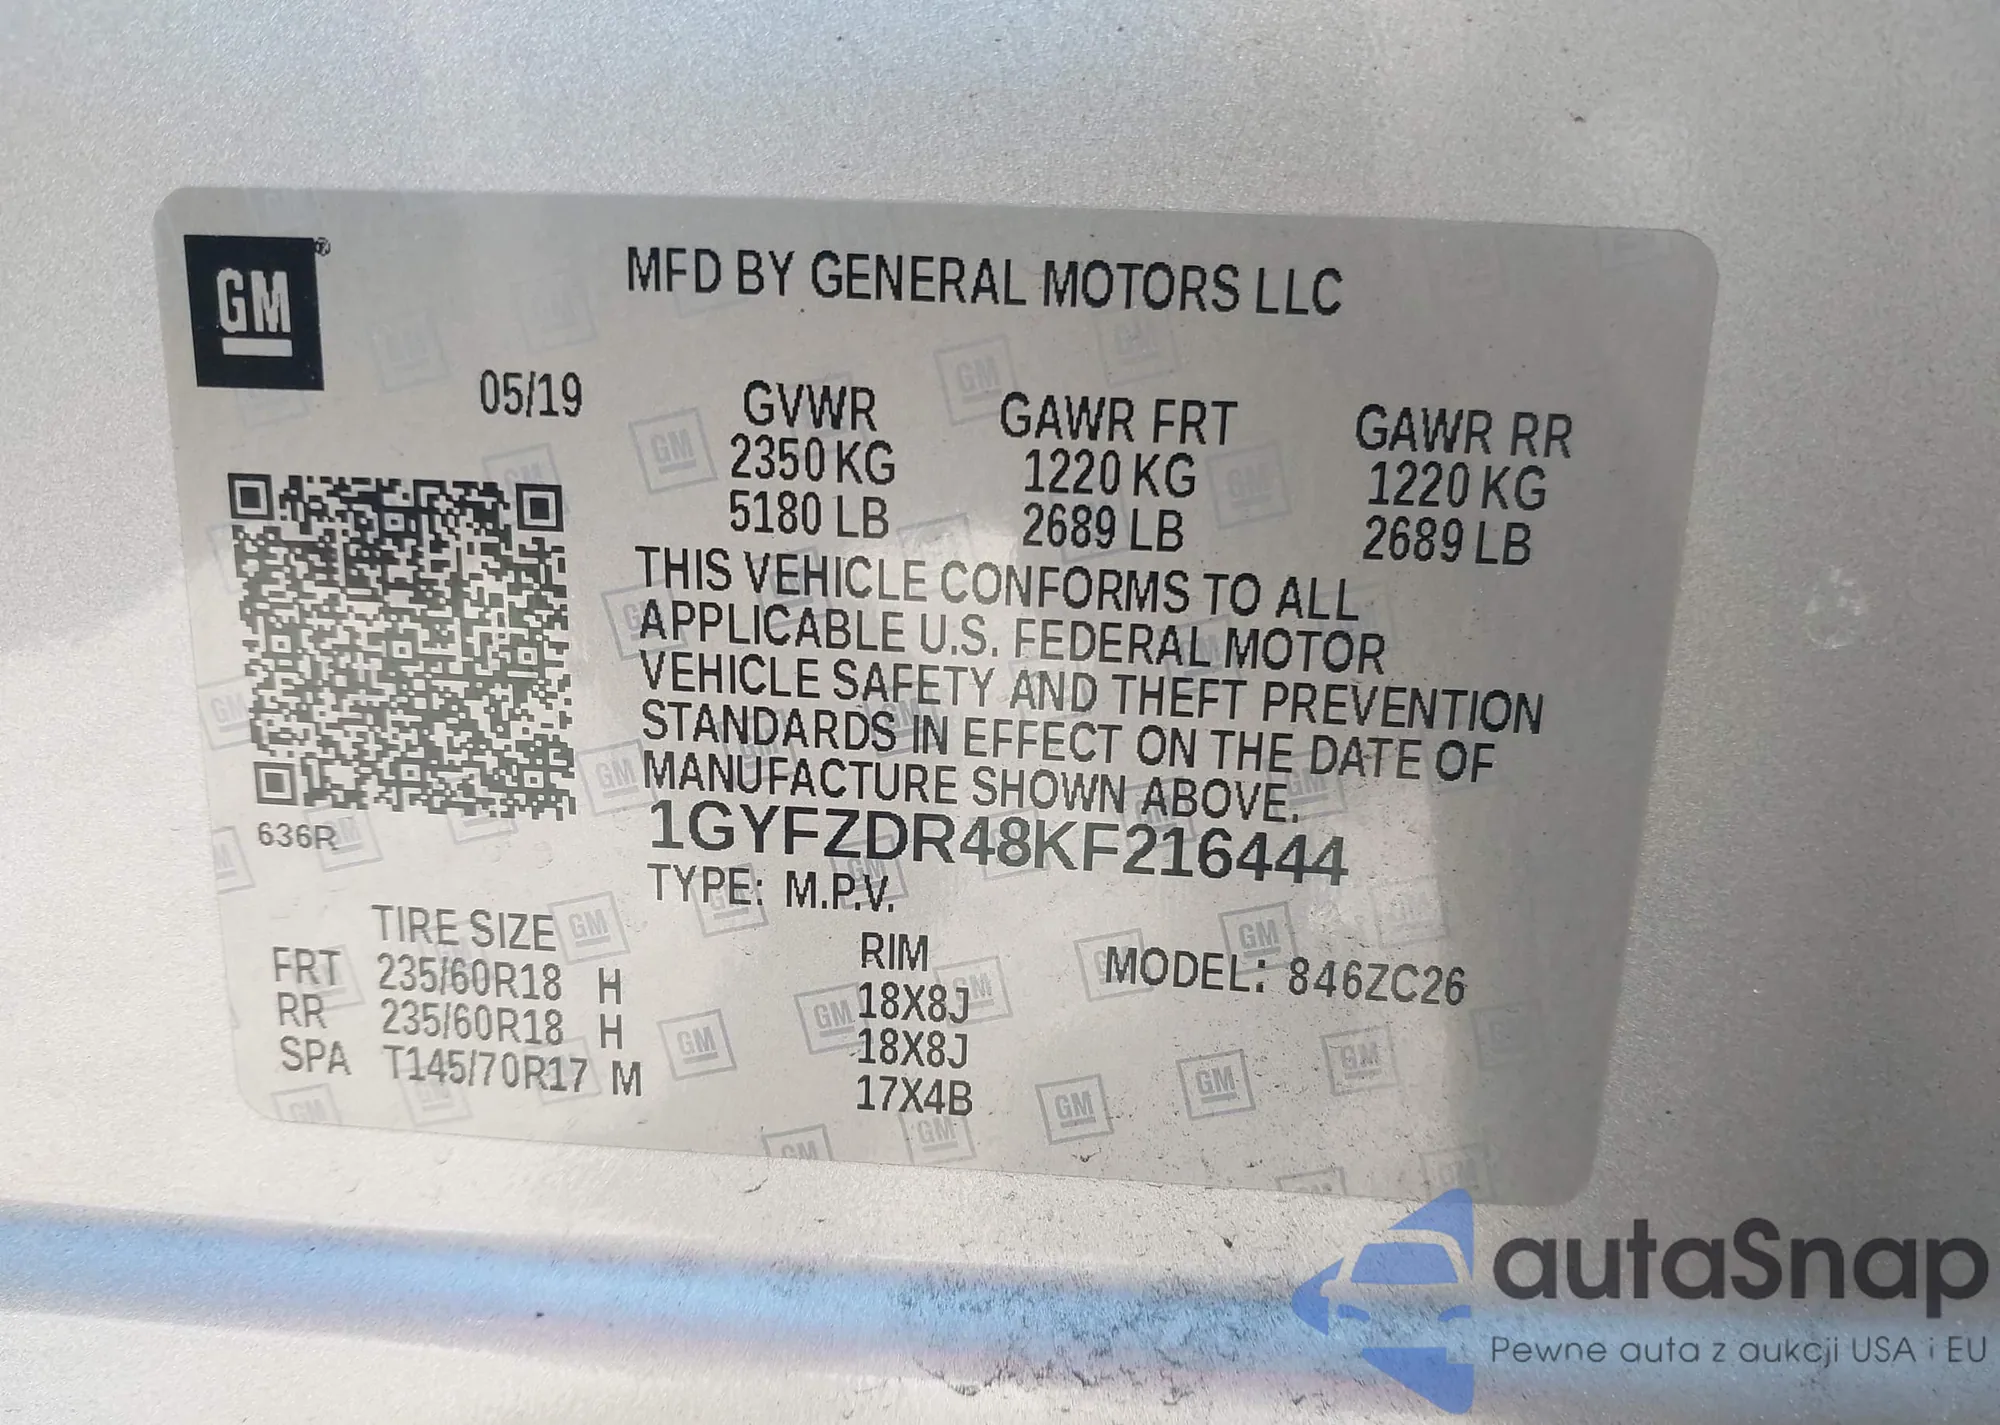 GM
®
MFD BY GENERAL MOTORS LLC
05/19
GVWR GAWR FRT GAWR RR
2350 KG 1220 KG 1220 KG
5180 LB 2689 LB 2689 LB
THIS VEHICLE CONFORMS TO ALL
APPLICABLE U.S. FEDERAL MOTOR
VEHICLE SAFETY AND THEFT PREVENTION
STANDARDS IN EFFECT ON THE DATE OF
MANUFACTURE SHOWN ABOVE.
636R
1GYFZDR48KF216444
TYPE: M.P.V.
TIRE SIZE RIM MODEL: 846ZC26
FRT 235/60R18 H 18X8J
RR 235/60R18 H 18X8J
SPA T145/70R17 M 17X4B
autaSnap
Pewne auta z aukcji USA i EU